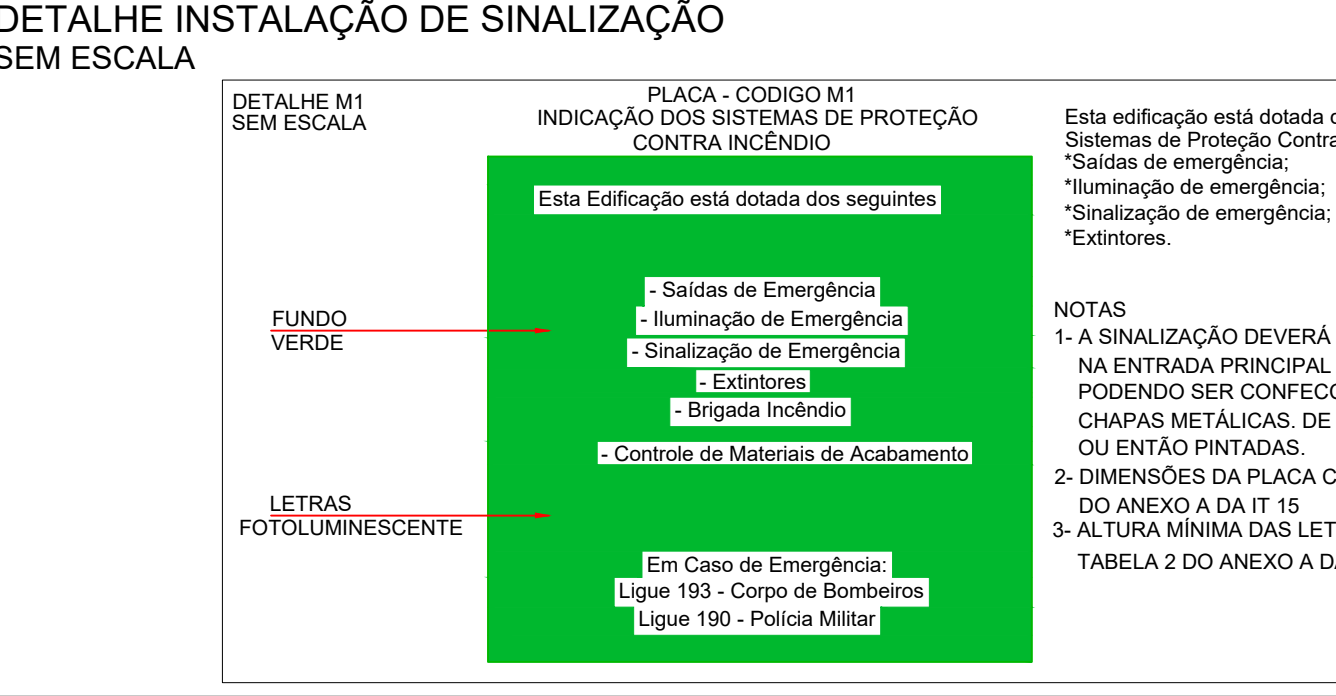 DETALHE INSTALAÇÃO DE SINALIZAÇÃO
SEM ESCALA
DETALHE M1
SEM ESCALA
PLACA - CODIGO M1
INDICAÇÃO DOS SISTEMAS DE PROTEÇÃO
CONTRA INCÊNDIO
Esta Edificação está dotada dos seguintes
- Saídas de Emergência
- Iluminação de Emergência
- Sinalização de Emergência
- Extintores
- Brigada Incêndio
- Controle de Materiais de Acabamento
Em Caso de Emergência:
Ligue 193 - Corpo de Bombeiros
Ligue 190 - Polícia Militar
FUNDO
VERDE
LETRAS
FOTOLUMINESCENTE
Esta edificação está dotada
Sistemas de Proteção Contra
*Saídas de emergência;
*Iluminação de emergência;
*Sinalização de emergência;
*Extintores.
NOTAS
1- A SINALIZAÇÃO DEVERÁ
NA ENTRADA PRINCIPAL
PODENDO SER
CHAPAS METÁLICAS. DE
OU ENTÃO PINTADAS.
2- DIMENSÕES DA PLACA
DO ANEXO A DA IT 15
3- ALTURA MÍNIMA DAS
TABELA 2 DO ANEXO A